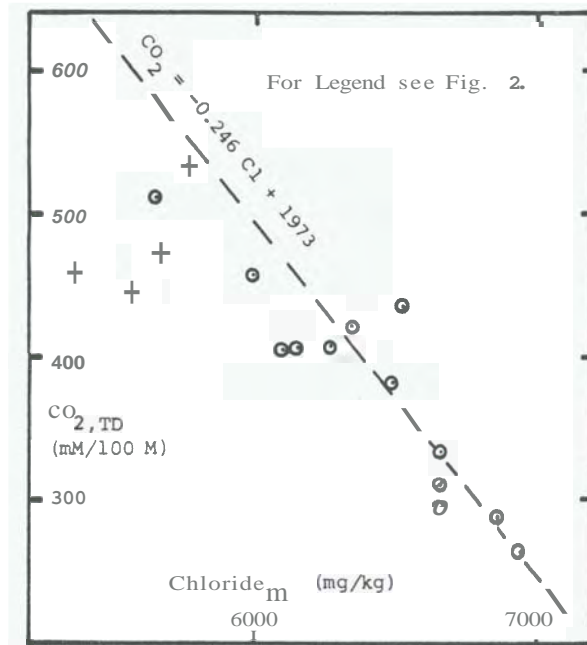 600
CO2 = -0.246 Cl + 1973
For Legend see Fig. 2.
500
400
CO2,TD
(mM/100 M)
300
Chloridem (mg/kg)
6000
7000